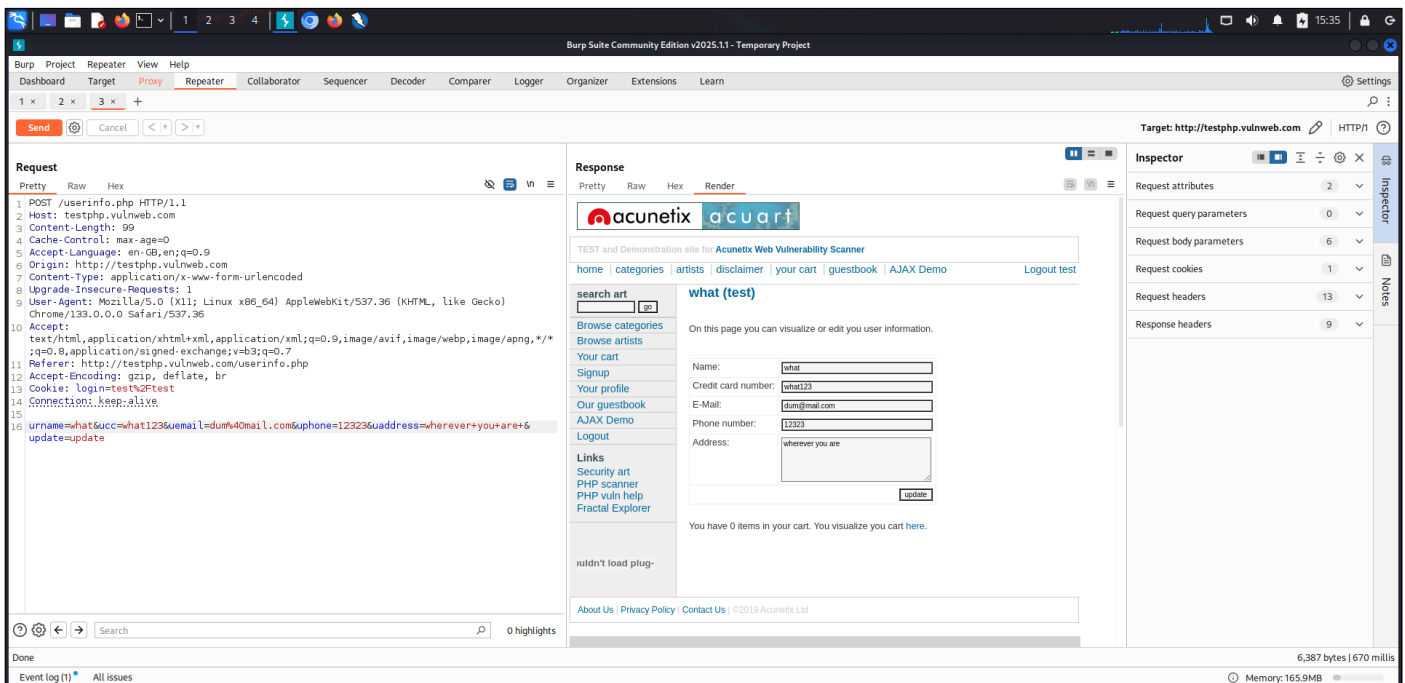 1 2 3 4
15:35
Burp Suite Community Edition v2025.1.1 - Temporary Project
Burp Project Repeater View Help
Dashboard Target Proxy Repeater Collaborator Sequencer Decoder Comparer Logger Organizer Extensions Learn Settings
1 × 2 × 3 × +
Send Cancel < > Target: http://testphp.vulnweb.com HTTP/1
Request
Pretty Raw Hex
1 POST /userinfo.php HTTP/1.1
2 Host: testphp.vulnweb.com
3 Content-Length: 99
4 Cache-Control: max-age=0
5 Accept-Language: en-GB,en;q=0.9
6 Origin: http://testphp.vulnweb.com
7 Content-Type: application/x-www-form-urlencoded
8 Upgrade-Insecure-Requests: 1
9 User-Agent: Mozilla/5.0 (X11; Linux x86_64) AppleWebKit/537.36 (KHTML, like Gecko)
Chrome/133.0.0.0 Safari/537.36
10 Accept:
text/html,application/xhtml+xml,application/xml;q=0.9,image/avif,image/webp,image/apng,*/*
;q=0.8,application/signed-exchange;v=b3;q=0.7
11 Referer: http://testphp.vulnweb.com/userinfo.php
12 Accept-Encoding: gzip, deflate, br
13 Cookie: login=test%2Ftest
14 Connection: keep-alive
15
16 urname=what&ucc=what123&uemail=dum%40mail.com&uphone=12323&uaddress=wherever+you+are+&
update=update
Search 0 highlights
Response
Pretty Raw Hex Render
acunetix acuart
TEST and Demonstration site for Acunetix Web Vulnerability Scanner
home | categories | artists | disclaimer | your cart | guestbook | AJAX Demo Logout test
search art
go
Browse categories
Browse artists
Your cart
Signup
Your profile
Our guestbook
AJAX Demo
Logout
Links
Security art
PHP scanner
PHP vuln help
Fractal Explorer
ouldn't load plug-
what (test)
On this page you can visualize or edit you user information.
Name: what
Credit card number: what123
E-Mail: dum@mail.com
Phone number: 12323
Address: wherever you are
update
You have 0 items in your cart. You visualize you cart here.
About Us | Privacy Policy | Contact Us | ©2019 Acunetix Ltd
Inspector
Request attributes 2
Request query parameters 0
Request body parameters 6
Request cookies 1
Request headers 13
Response headers 9
Inspector
Notes
Done 6,387 bytes | 670 millis
Event log (1) All issues Memory: 165.9MB